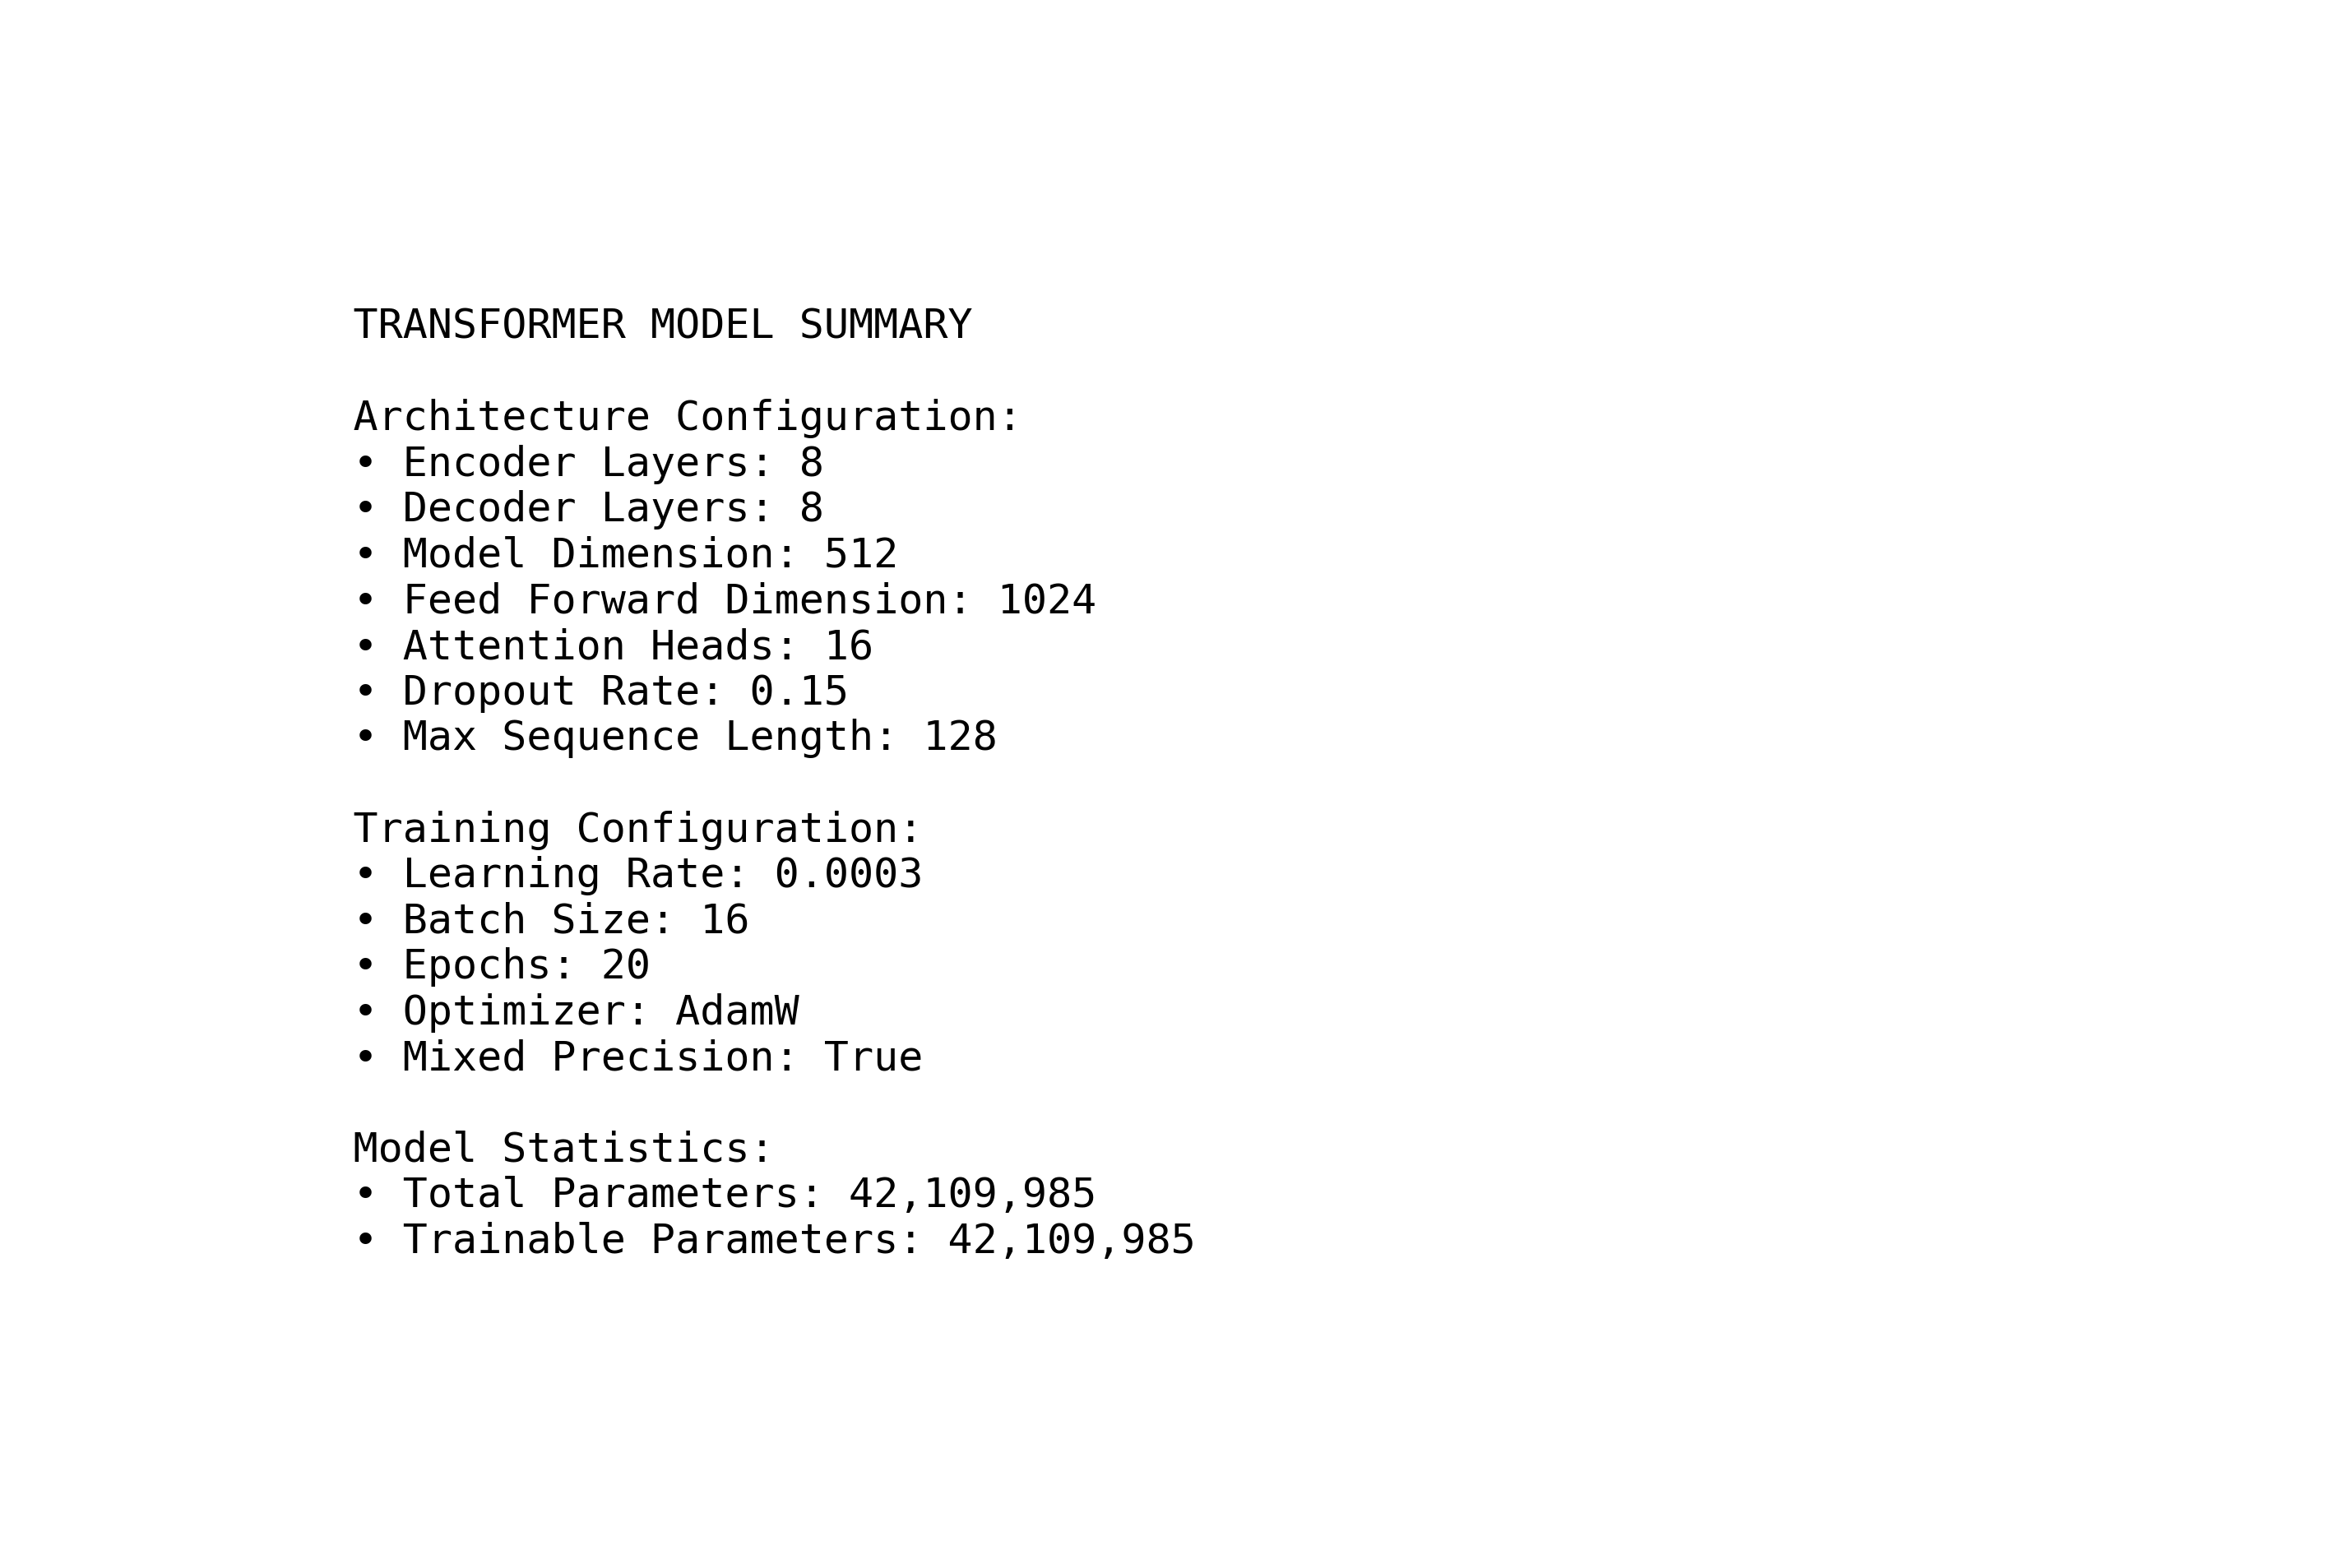 TRANSFORMER MODEL SUMMARY
Architecture Configuration:
• Encoder Layers: 8
• Decoder Layers: 8
• Model Dimension: 512
• Feed Forward Dimension: 1024
• Attention Heads: 16
• Dropout Rate: 0.15
• Max Sequence Length: 128
Training Configuration:
• Learning Rate: 0.0003
• Batch Size: 16
• Epochs: 20
• Optimizer: AdamW
• Mixed Precision: True
Model Statistics:
• Total Parameters: 42,109,985
• Trainable Parameters: 42,109,985